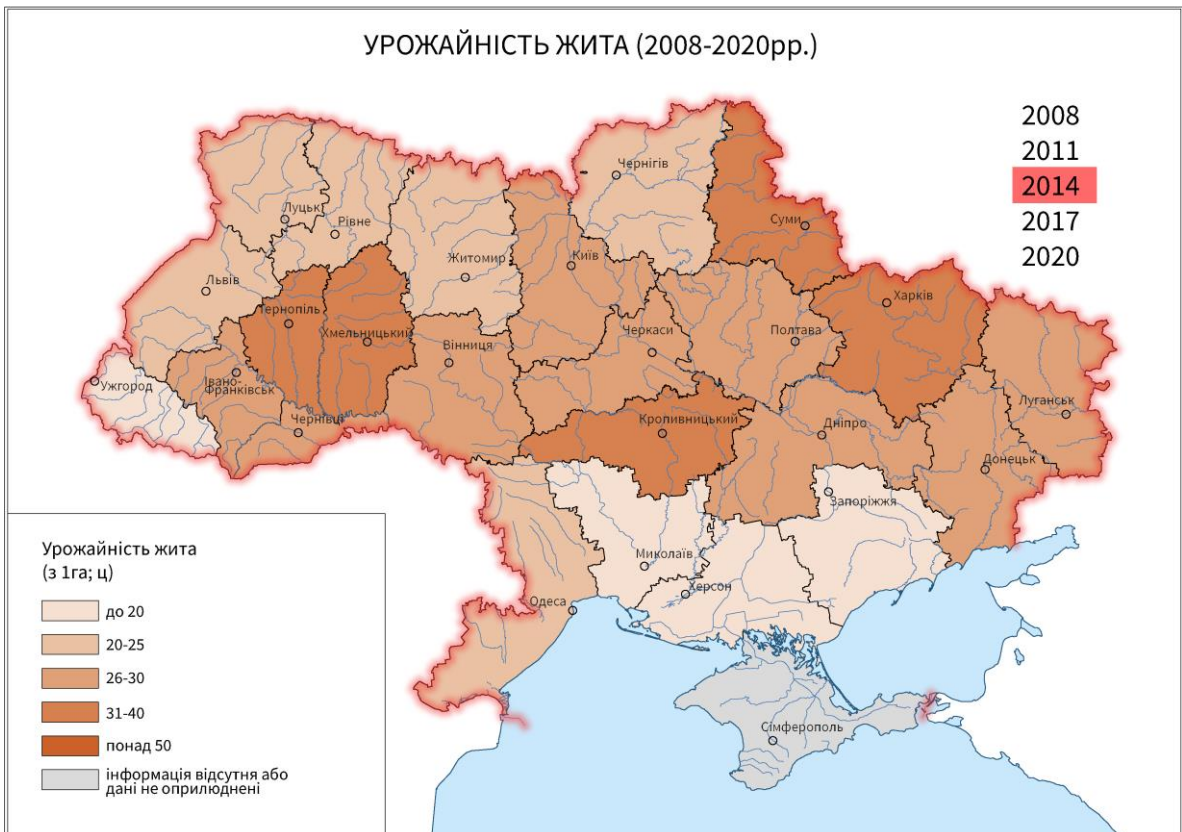 УРОЖАЙНІСТЬ ЖИТА (2008-2020рр.)
2008
2011
2014
2017
2020
Чернігів
Луцьк
Рівне
Суми
Житомир
Київ
Львів
Харків
Тернопіль
Хмельницький
Вінниця
Черкаси
Полтава
Ужгород
Івано-
Франківськ
Луганськ
Чернівці
Кропивницький
Дніпро
Донецьк
Запоріжжя
Миколаїв
Херсон
Одеса
Сімферополь
Урожайність жита
(з 1га; ц)
до 20
20-25
26-30
31-40
понад 50
інформація відсутня або
дані не оприлюднені